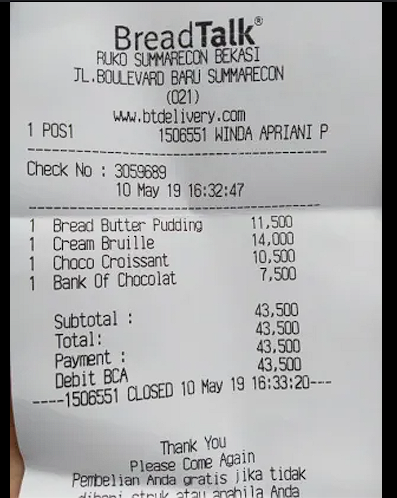 BreadTalk®
RUKO SUMMARECON BEKASI
JL.BOULEVARD BARU SUMMARECON
(021)
www.btdelivery.com
1 POS1 1506551 WINDA APRIANI P
Check No : 3059689
10 May 19 16:32:47
1 Bread Butter Pudding 11,500
1 Cream Bruille 14,000
1 Choco Croissant 10,500
1 Bank Of Chocolat 7,500
Subtotal : 43,500
Total: 43,500
Payment : 43,500
Debit BCA 43,500
----1506551 CLOSED 10 May 19 16:33:20---
Thank You
Please Come Again
Pembelian Anda gratis jika tidak
diberi struk atau apabila Anda